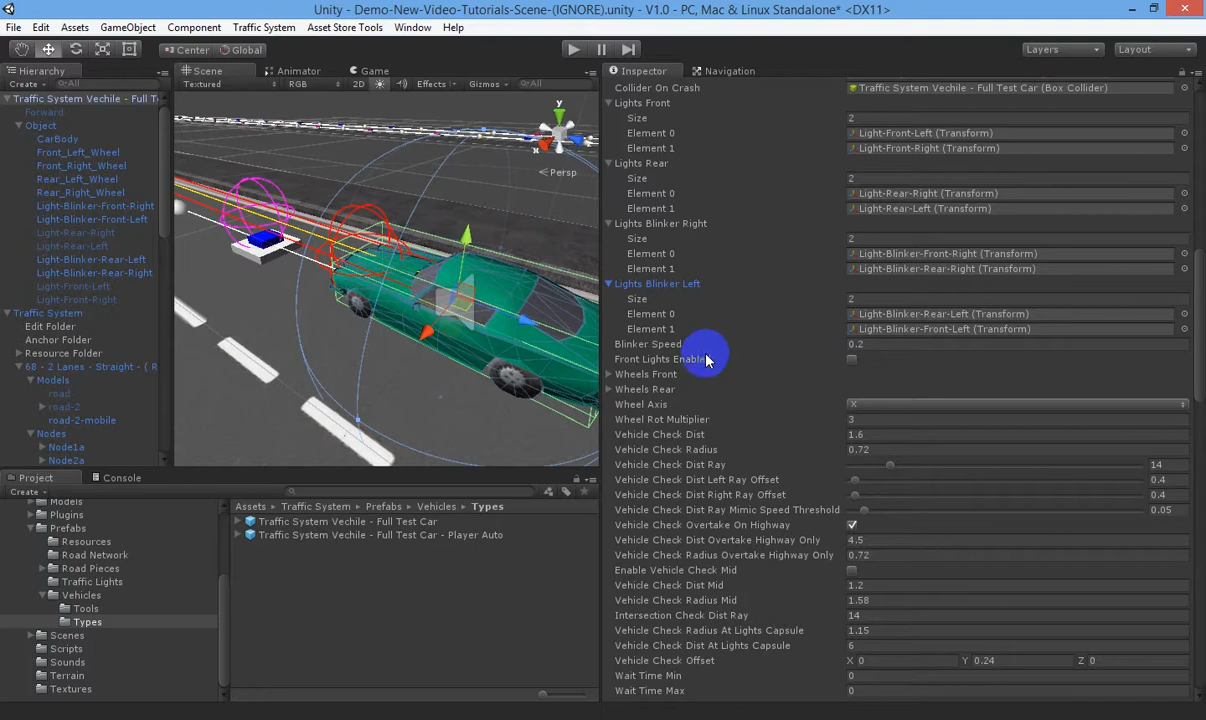 Unity - Demo-New-Video-Tutorials-Scene-(IGNORE).unity - V1.0 - PC, Mac & Linux Standalone* <DX11>
File Edit Assets GameObject Component Traffic System Asset Store Tools Window Help
Center Global Layers Layout
Hierarchy
Create All
Traffic System Vechile - Full T
Forward
Object
CarBody
Front_Left_Wheel
Front_Right_Wheel
Rear_Left_Wheel
Rear_Right_Wheel
Light-Blinker-Front-Right
Light-Blinker-Front-Left
Light-Rear-Right
Light-Rear-Left
Light-Blinker-Rear-Left
Light-Blinker-Rear-Right
Light-Front-Left
Light-Front-Right
Traffic System
Edit Folder
Anchor Folder
Resource Folder
68 - 2 Lanes - Straight - ( R
Models
road
road-2
road-2-mobile
Nodes
Node1a
Node2a
Scene Animator Game
Textured RGB 2D Effects Gizmos All
y
x
Persp
Inspector Navigation
Collider On Crash Traffic System Vechile - Full Test Car (Box Collider)
Lights Front
Size 2
Element 0 Light-Front-Left (Transform)
Element 1 Light-Front-Right (Transform)
Lights Rear
Size 2
Element 0 Light-Rear-Right (Transform)
Element 1 Light-Rear-Left (Transform)
Lights Blinker Right
Size 2
Element 0 Light-Blinker-Front-Right (Transform)
Element 1 Light-Blinker-Rear-Right (Transform)
Lights Blinker Left
Size 2
Element 0 Light-Blinker-Rear-Left (Transform)
Element 1 Light-Blinker-Front-Left (Transform)
Blinker Speed 0.2
Front Lights Enable
Wheels Front
Wheels Rear
Wheel Axis X
Wheel Rot Multiplier 3
Vehicle Check Dist 1.6
Vehicle Check Radius 0.72
Vehicle Check Dist Ray 14
Vehicle Check Dist Left Ray Offset 0.4
Vehicle Check Dist Right Ray Offset 0.4
Vehicle Check Dist Ray Mimic Speed Threshold 0.05
Vehicle Check Overtake On Highway
Vehicle Check Dist Overtake Highway Only 4.5
Vehicle Check Radius Overtake Highway Only 0.72
Enable Vehicle Check Mid
Vehicle Check Dist Mid 1.2
Vehicle Check Radius Mid 1.58
Intersection Check Dist Ray 14
Vehicle Check Radius At Lights Capsule 1.15
Vehicle Check Dist At Lights Capsule 6
Vehicle Check Offset X 0 Y 0.24 Z 0
Wait Time Min 0
Wait Time Max 0
Project Console
Create
Models
Plugins
Prefabs
Resources
Road Network
Road Pieces
Traffic Lights
Vehicles
Tools
Types
Scenes
Scripts
Sounds
Terrain
Textures
Assets Traffic System Prefabs Vehicles Types
Traffic System Vechile - Full Test Car
Traffic System Vechile - Full Test Car - Player Auto